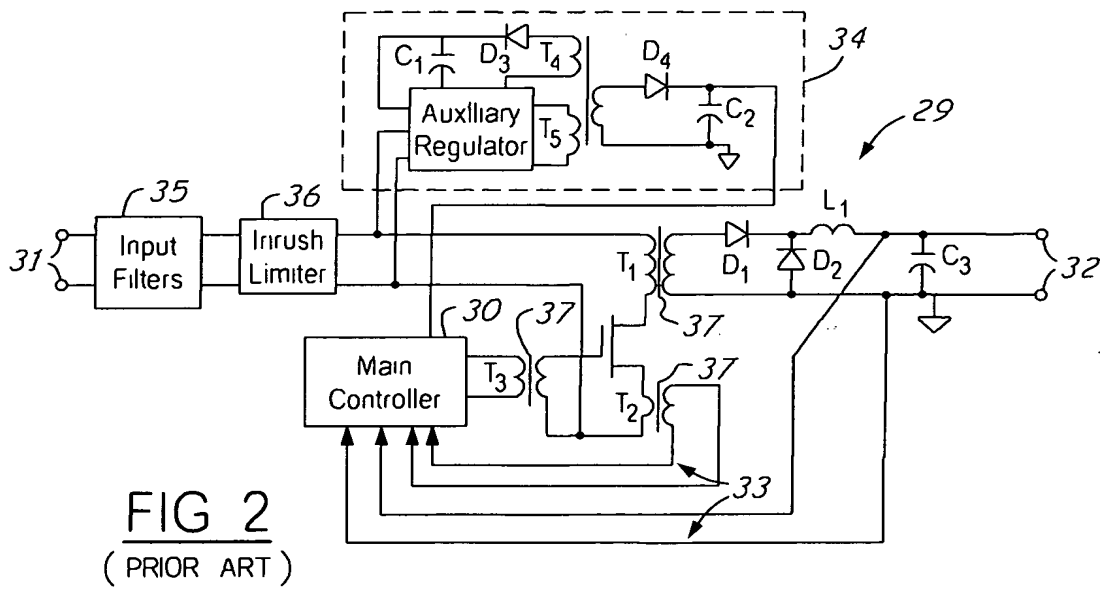 34
C1
D3
T4
D4
Auxiliary
Regulator
T5
C2
29
35
36
L1
31
Input
Filters
Inrush
Limiter
T1
D1
D2
C3
32
30
37
37
Main
Controller
T3
37
T2
33
FIG 2
(PRIOR ART)